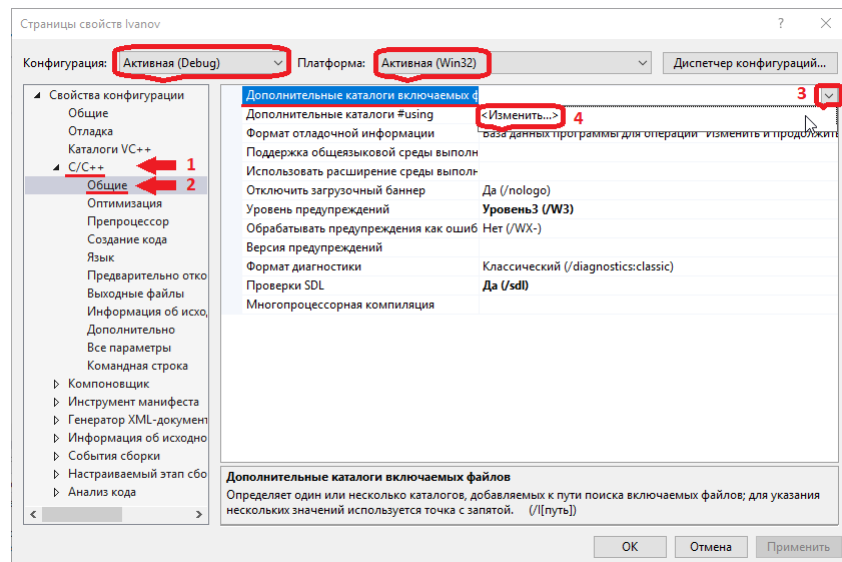 Страницы свойств Ivanov ? ×
Конфигурация: Активная (Debug) Платформа: Активная (Win32) Диспетчер конфигураций...
Свойства конфигурации
Общие
Отладка
Каталоги VC++
C/C++ 1
Общие 2
Оптимизация
Препроцессор
Создание кода
Язык
Предварительно отко
Выходные файлы
Информация об исхо,
Дополнительно
Все параметры
Командная строка
Компоновщик
Инструмент манифеста
Генератор XML-документ
Информация об исходно
События сборки
Настраиваемый этап сбо
Анализ кода
Дополнительные каталоги включаемых ф 3
Дополнительные каталоги #using <Изменить...> 4
Формат отладочной информации База данных программы для операции "Изменить и продолжить
Поддержка общеязыковой среды выполн
Использовать расширение среды выполн
Отключить загрузочный баннер Да (/nologo)
Уровень предупреждений Уровень3 (/W3)
Обрабатывать предупреждения как ошиб Нет (/WX-)
Версия предупреждений
Формат диагностики Классический (/diagnostics:classic)
Проверки SDL Да (/sdl)
Многопроцессорная компиляция
Дополнительные каталоги включаемых файлов
Определяет один или несколько каталогов, добавляемых к пути поиска включаемых файлов; для указания
нескольких значений используется точка с запятой. (/I[путь])
ОК Отмена Применить